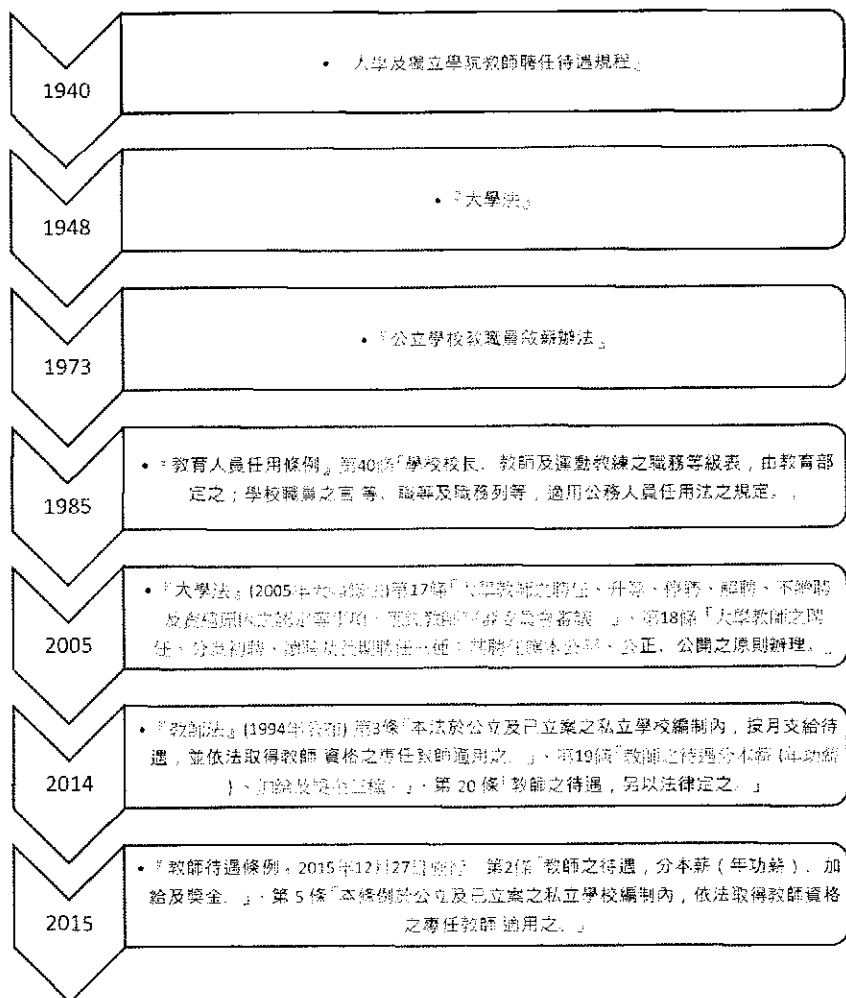 1940
• 大學及獨立學院教師聘任待遇規程』
1948
• 『大學法』
1973
• 『公立學校教職員敘薪辦法』
1985
• 『教育人員任用條例』第40條「學校校長、教師及運動教練之職務等級表，由教育部
定之；學校職員之官 等、職等及職務列等，適用公務人員任用法之規定。」
2005
• 『大學法』(2005年 第17條「大學教師之聘任、升等、停聘、解聘、不續聘
及資遣原因之認定等事項， 教師評審委員會審議。」、第18條「大學教師之聘
任，分為初聘、續聘及長期聘任三種；其聘任應本公平、公正、公開之原則辦理。」
2014
• 『教師法』(1994年公布) 第3條「本法於公立及已立案之私立學校編制內，按月支給待
遇，並依法取得教師 資格之專任教師適用之。」、第19條「教師之待遇分本薪 (年功薪
)、加給及獎金三種。」、第 20 條「教師之待遇，另以法律定之。」
2015
• 『教師待遇條例』2015年12月27日施行 第2條「教師之待遇，分本薪（年功薪）、加
給及獎金。」、第 5 條「本條例於公立及已立案之私立學校編制內，依法取得教師資格
之專任教師 適用之。」